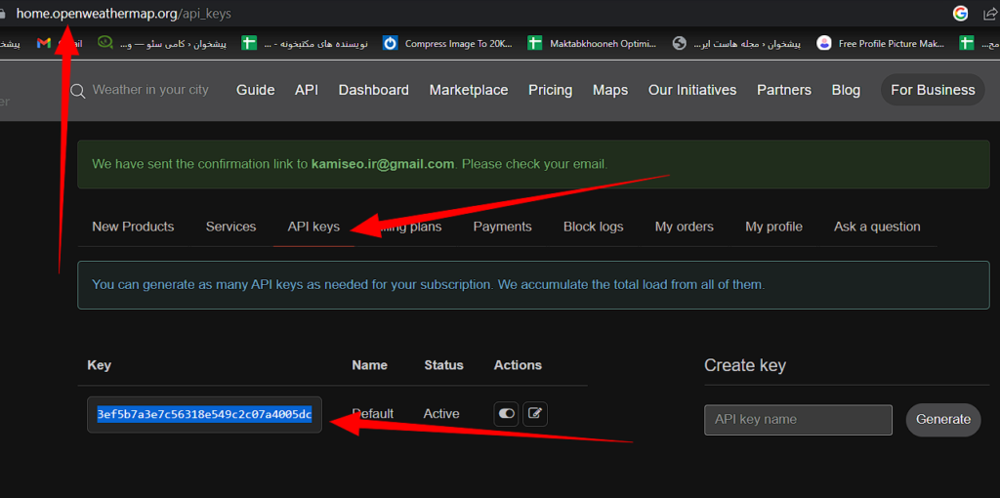 home.openweathermap.org/api_keys
پیشخوان ‹ کامی سئو — و...
نویسنده های مکتبخونه - ...
Compress Image To 20K...
Maktabkhooneh Optimi...
پیشخوان ‹ مجله هاست ایر...
Free Profile Picture Mak...
Weather in your city
Guide API Dashboard Marketplace Pricing Maps Our Initiatives Partners Blog For Business
We have sent the confirmation link to kamiseo.ir@gmail.com. Please check your email.
New Products Services API keys plans Payments Block logs My orders My profile Ask a question
You can generate as many API keys as needed for your subscription. We accumulate the total load from all of them.
Key Name Status Actions
Create key
3ef5b7a3e7c56318e549c2c07a4005dc Default Active
API key name Generate